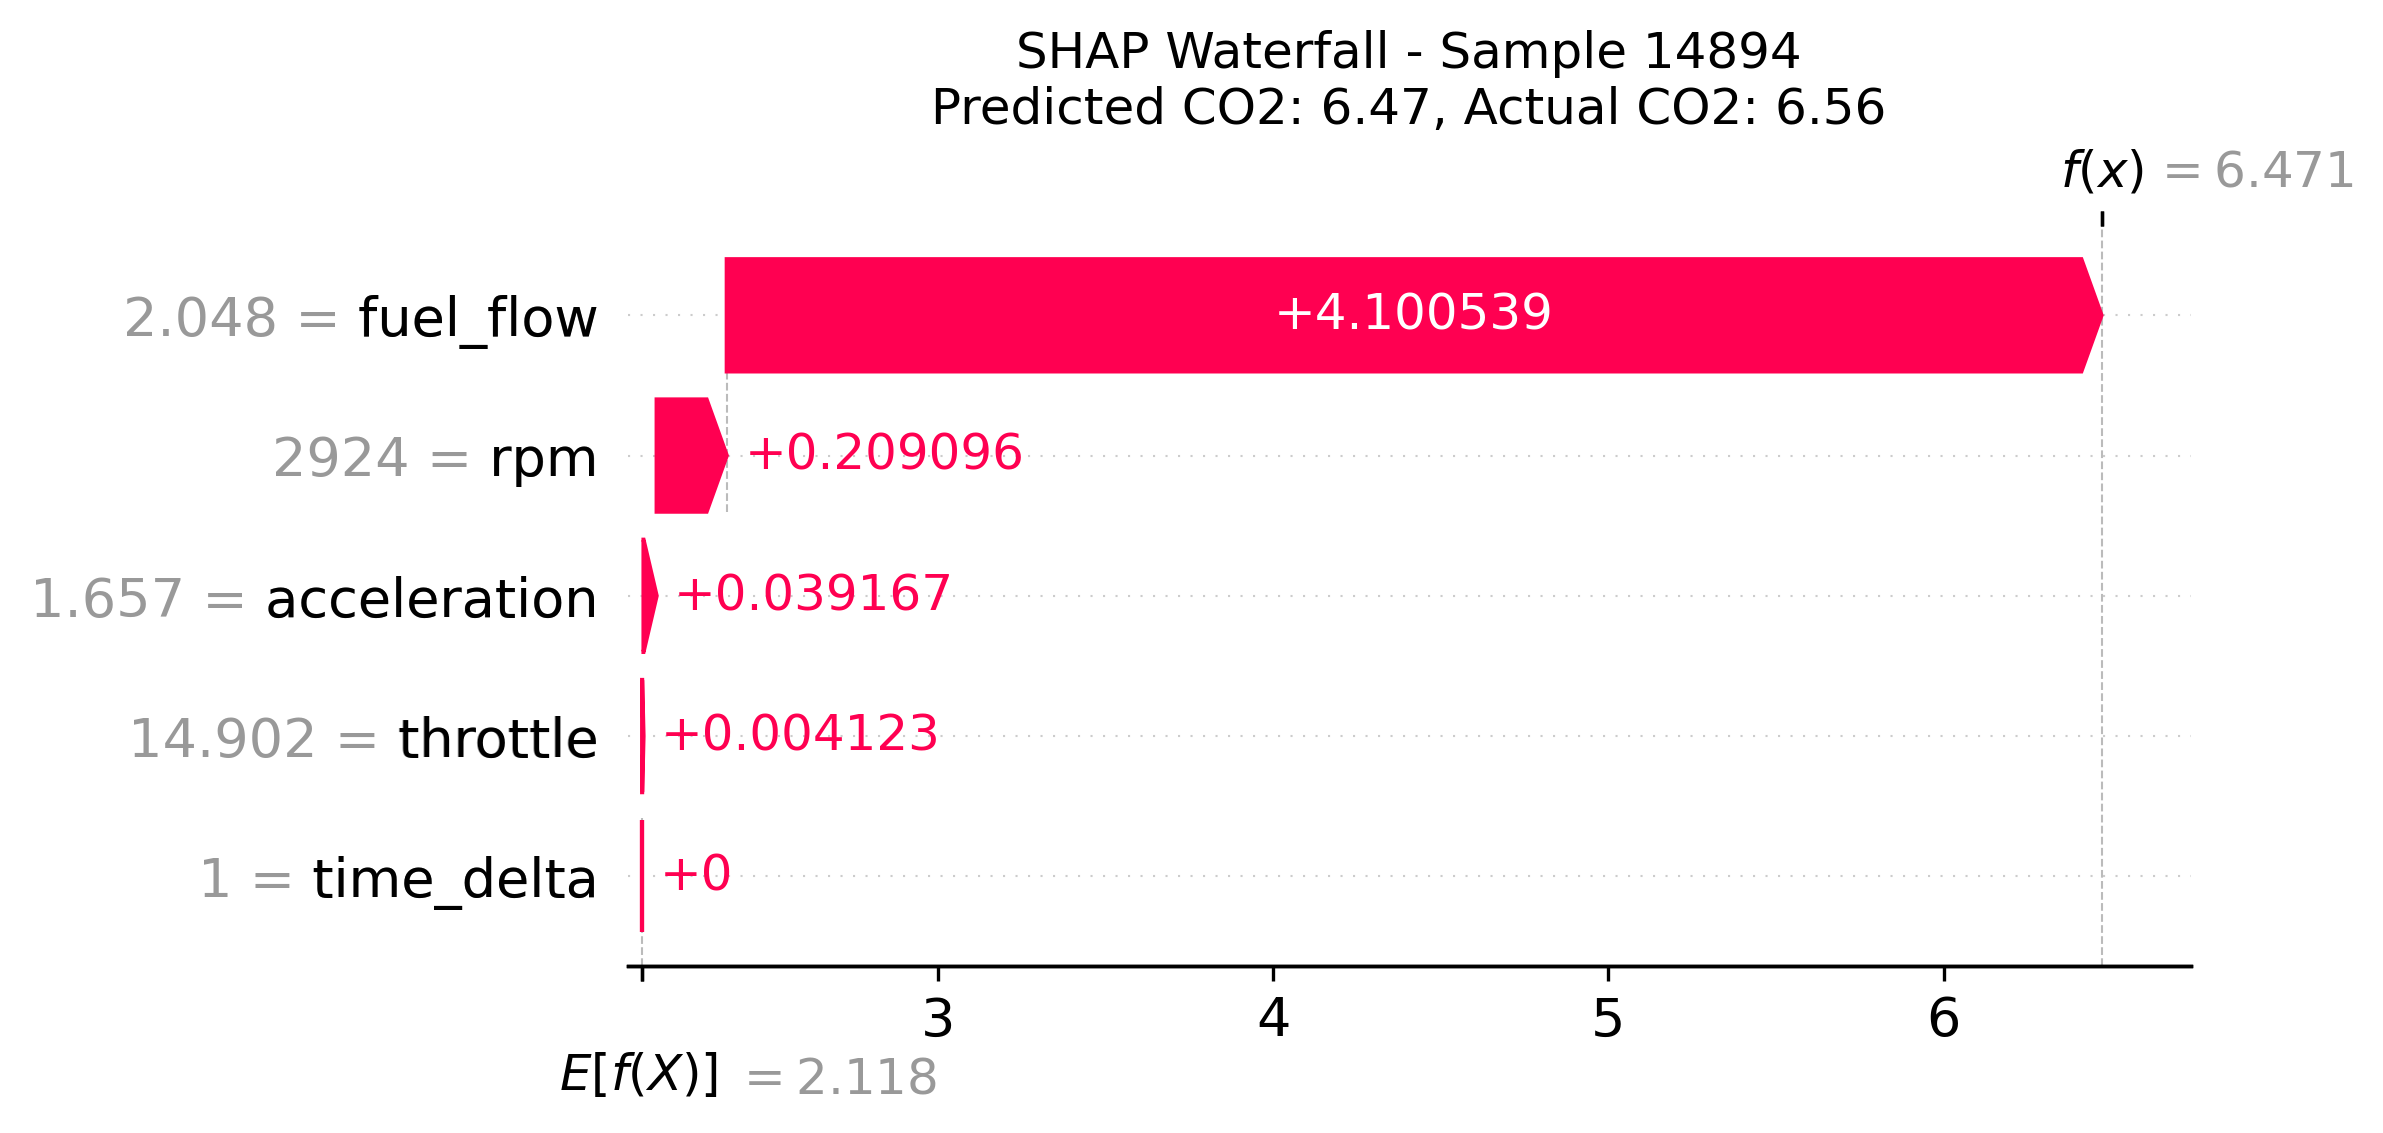 SHAP Waterfall - Sample 14894
Predicted CO2: 6.47, Actual CO2: 6.56
f(x) = 6.471
2.048 = fuel_flow
+4.100539
2924 = rpm
+0.209096
1.657 = acceleration
+0.039167
14.902 = throttle
+0.004123
1 = time_delta
+0
3 4 5 6
E[f(X)] = 2.118